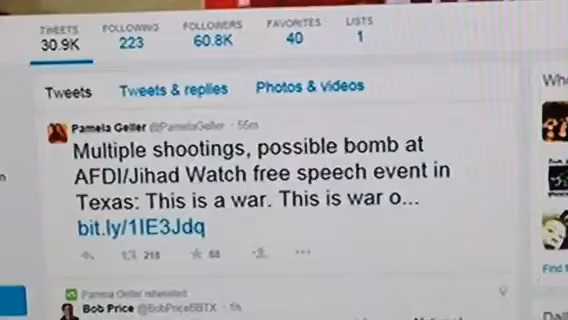 TWEETS FOLLOWING FOLLOWERS FAVORITES LISTS
30.9K 223 60.8K 40 1
Tweets Tweets & replies Photos & videos
Pamela Geller @PamelaGeller · 55m
Multiple shootings, possible bomb at
AFDI/Jihad Watch free speech event in
Texas: This is a war. This is war o...
bit.ly/1IE3Jdq
218 68
Pamela Geller retweeted
Bob Price @BobPriceBBTX · 1h
Who
Find